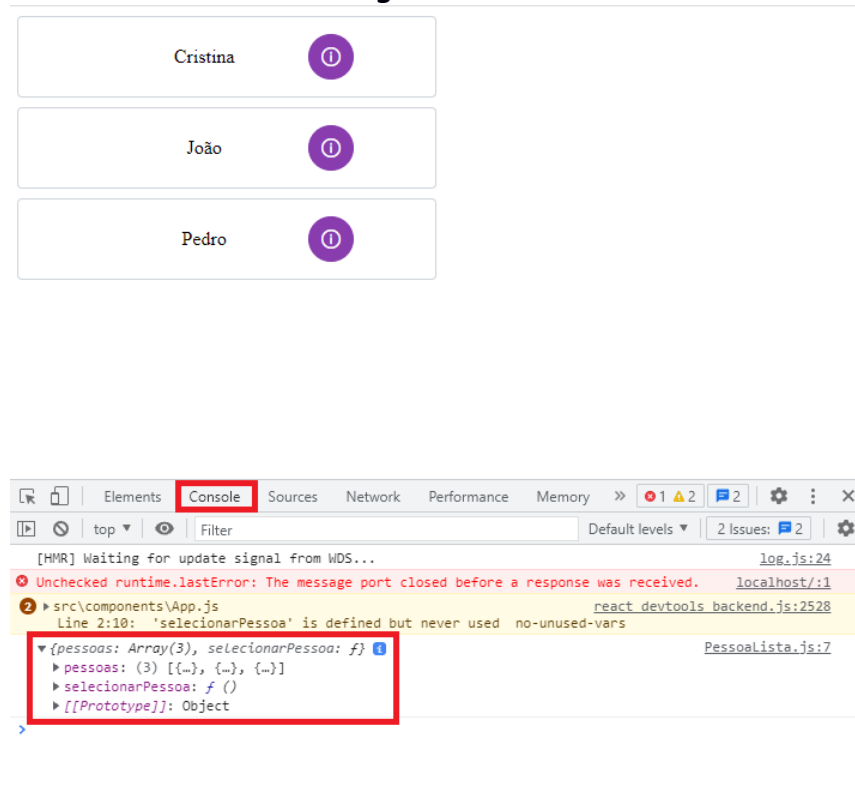 Cristina
João
Pedro
Elements Console Sources Network Performance Memory » 1 2 2
top ▼ Filter Default levels ▼ 2 Issues: 2
[HMR] Waiting for update signal from WDS... log.js:24
Unchecked runtime.lastError: The message port closed before a response was received. localhost/:1
2 ▶ src\components\App.js react devtools backend.js:2528
Line 2:10: 'selecionarPessoa' is defined but never used no-unused-vars
▼ {pessoas: Array(3), selecionarPessoa: ƒ} i PessoaLista.js:7
▶ pessoas: (3) [{…}, {…}, {…}]
▶ selecionarPessoa: ƒ ()
▶ [[Prototype]]: Object
>